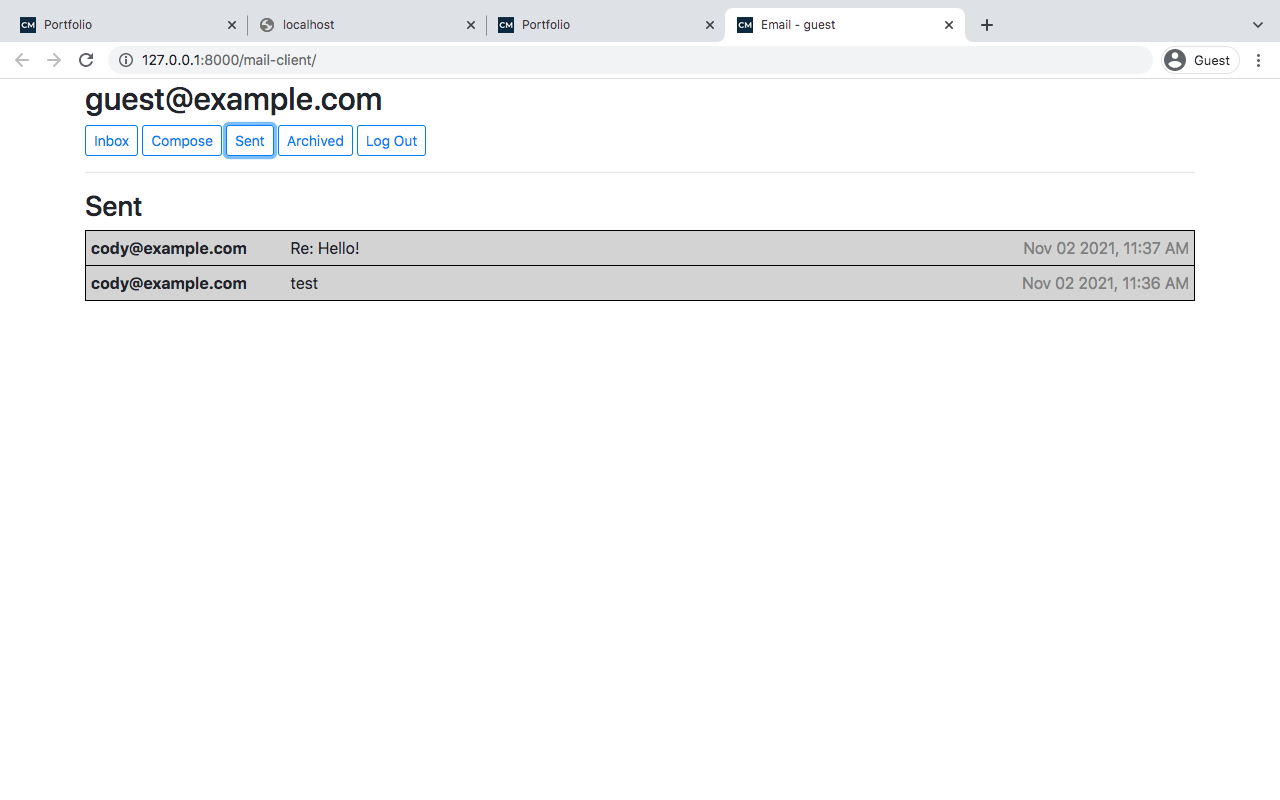 CM Portfolio localhost CM Portfolio CM Email - guest
127.0.0.1:8000/mail-client/ Guest
guest@example.com
Inbox Compose Sent Archived Log Out
Sent
cody@example.com Re: Hello! Nov 02 2021, 11:37 AM
cody@example.com test Nov 02 2021, 11:36 AM